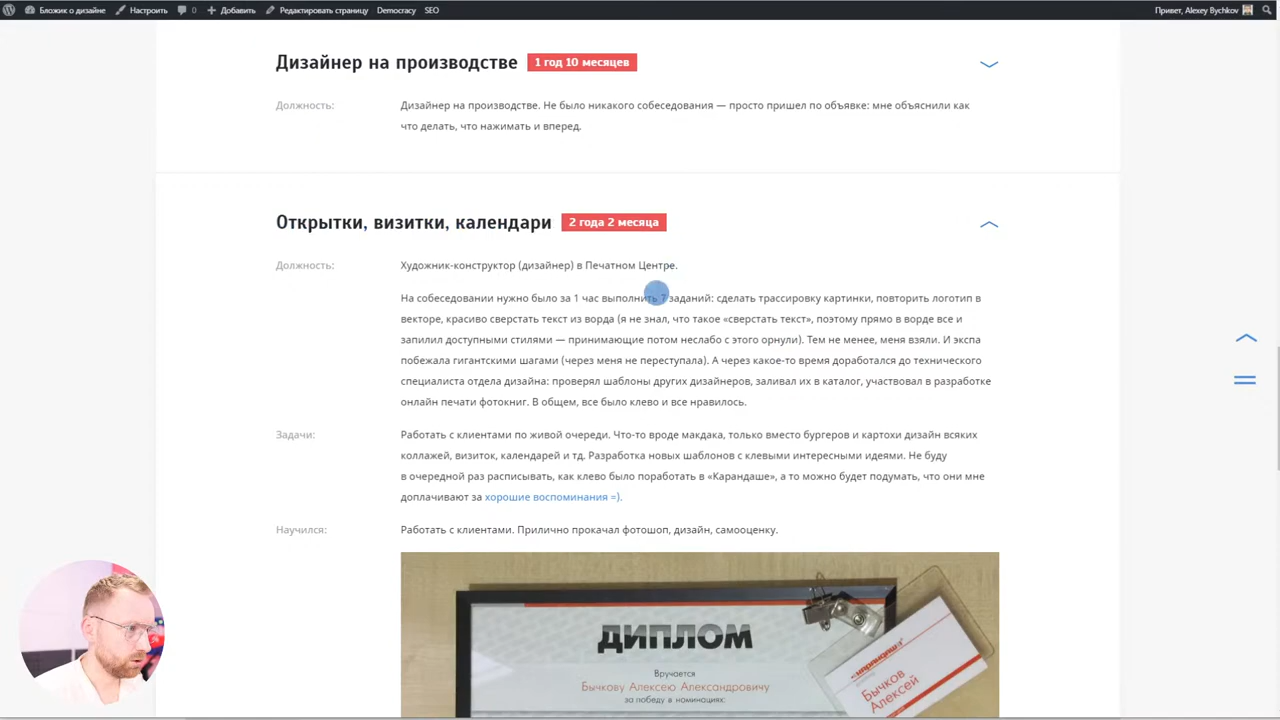 Бложик о дизайне Настроить 0 Добавить Редактировать страницу Democracy SEO Привет, Alexey Bychkov
Дизайнер на производстве 1 год 10 месяцев
Должность: Дизайнер на производстве. Не было никакого собеседования — просто пришел по объявке: мне объяснили как
что делать, что нажимать и вперед.
Открытки, визитки, календари 2 года 2 месяца
Должность: Художник-конструктор (дизайнер) в Печатном Центре.
На собеседовании нужно было за 1 час выполнить 7 заданий: сделать трассировку картинки, повторить логотип в
векторе, красиво сверстать текст из ворда (я не знал, что такое «сверстать текст», поэтому прямо в ворде все и
запилил доступными стилями — принимающие потом неслабо с этого орнули). Тем не менее, меня взяли. И экспа
побежала гигантскими шагами (через меня не переступала). А через какое-то время доработался до технического
специалиста отдела дизайна: проверял шаблоны других дизайнеров, заливал их в каталог, участвовал в разработке
онлайн печати фотокниг. В общем, все было клево и все нравилось.
Задачи: Работать с клиентами по живой очереди. Что-то вроде макдака, только вместо бургеров и картохи дизайн всяких
коллажей, визиток, календарей и тд. Разработка новых шаблонов с клевыми интересными идеями. Не буду
в очередной раз расписывать, как клево было поработать в «Карандаше», а то можно будет подумать, что они мне
доплачивают за хорошие воспоминания =).
Научился: Работать с клиентами. Прилично прокачал фотошоп, дизайн, самооценку.
ДИПЛОМ
Вручается
Бычкову Алексею Александровичу
за победу в номинациях:
карандаш
Бычков
Алексей